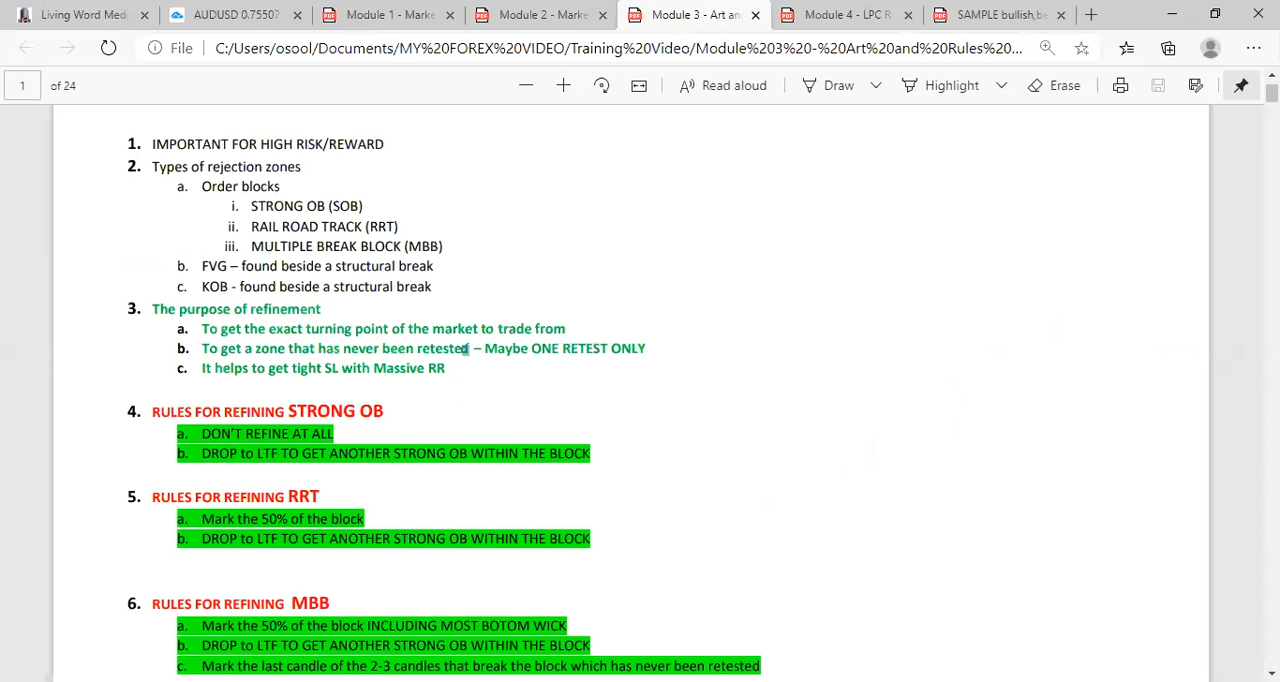 Living Word Med
AUDUSD 0.7550?
Module 1 - Marke
Module 2 - Marke
Module 3 - Art an
Module 4 - LPC R
SAMPLE bullish,be
File
C:/Users/osool/Documents/MY%20FOREX%20VIDEO/Training%20Video/Module%203%20-%20Art%20and%20Rules%20...
1 of 24
Read aloud
Draw
Highlight
Erase
1. IMPORTANT FOR HIGH RISK/REWARD
2. Types of rejection zones
a. Order blocks
i. STRONG OB (SOB)
ii. RAIL ROAD TRACK (RRT)
iii. MULTIPLE BREAK BLOCK (MBB)
b. FVG – found beside a structural break
c. KOB - found beside a structural break
3. The purpose of refinement
a. To get the exact turning point of the market to trade from
b. To get a zone that has never been retested – Maybe ONE RETEST ONLY
c. It helps to get tight SL with Massive RR
4. RULES FOR REFINING STRONG OB
a. DON'T REFINE AT ALL
b. DROP to LTF TO GET ANOTHER STRONG OB WITHIN THE BLOCK
5. RULES FOR REFINING RRT
a. Mark the 50% of the block
b. DROP to LTF TO GET ANOTHER STRONG OB WITHIN THE BLOCK
6. RULES FOR REFINING MBB
a. Mark the 50% of the block INCLUDING MOST BOTOM WICK
b. DROP to LTF TO GET ANOTHER STRONG OB WITHIN THE BLOCK
c. Mark the last candle of the 2-3 candles that break the block which has never been retested